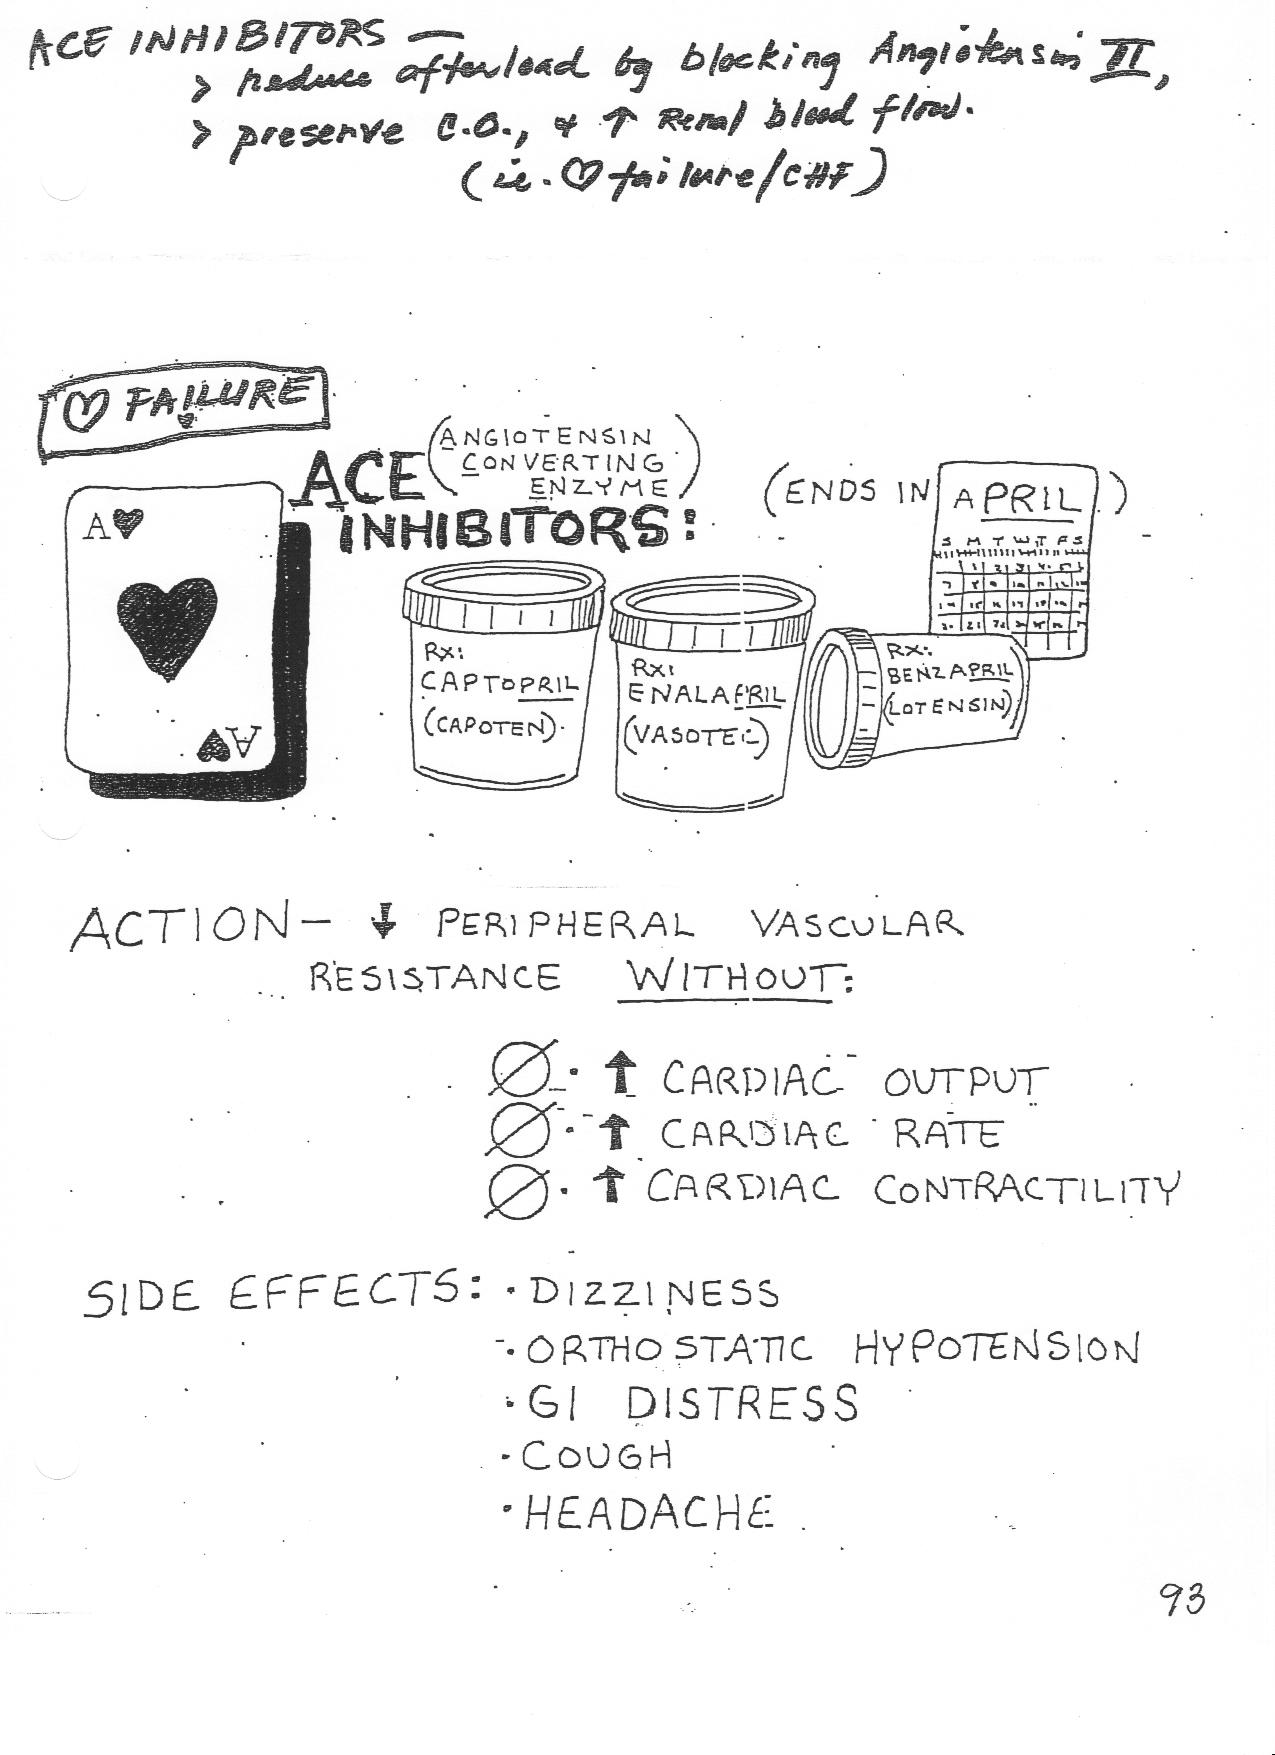 ACE INHIBITORS —
> reduce afterload by blocking Angiotensin II,
> preserve C.O., & ↑ Renal blood flow.
(ie. ♡ failure/CHF)
♡ FAILURE
ACE (ANGIOTENSIN
CONVERTING
ENZYME)
INHIBITORS:
(ENDS IN APRIL)
S M T W T F S
A♥
A♥
Rx:
CAPTOPRIL
(CAPOTEN)
Rx:
ENALAPRIL
(VASOTEC)
Rx:
BENZAPRIL
(LOTENSIN)
ACTION – ↓ PERIPHERAL VASCULAR
RESISTANCE WITHOUT:
∅ · ↑ CARDIAC OUTPUT
∅ · ↑ CARDIAC RATE
∅ · ↑ CARDIAC CONTRACTILITY
SIDE EFFECTS: · DIZZINESS
· ORTHOSTATIC HYPOTENSION
· GI DISTRESS
· COUGH
· HEADACHE
93